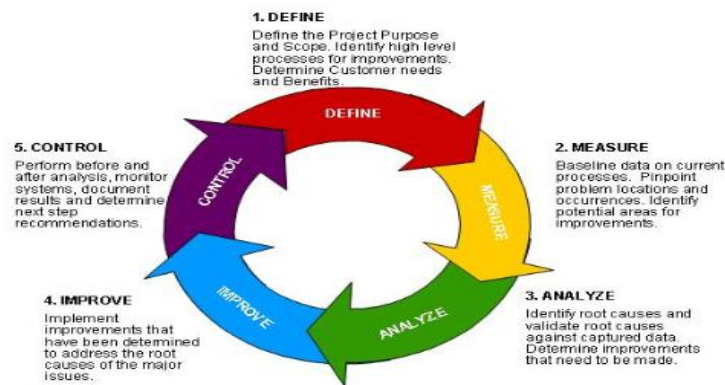 1. DEFINE
Define the Project Purpose
and Scope. Identify high level
processes for improvements.
Determine Customer needs
and Benefits.
DEFINE
2. MEASURE
Baseline data on current
processes. Pinpoint
problem locations and
occurrences. Identify
potential areas for
improvements.
MEASURE
3. ANALYZE
Identify root causes and
validate root causes
against captured data.
Determine improvements
that need to be made.
ANALYZE
4. IMPROVE
Implement
improvements that
have been determined
to address the root
causes of the major
issues.
IMPROVE
5. CONTROL
Perform before and
after analysis, monitor
systems, document
results and determine
next step
recommendations.
CONTROL